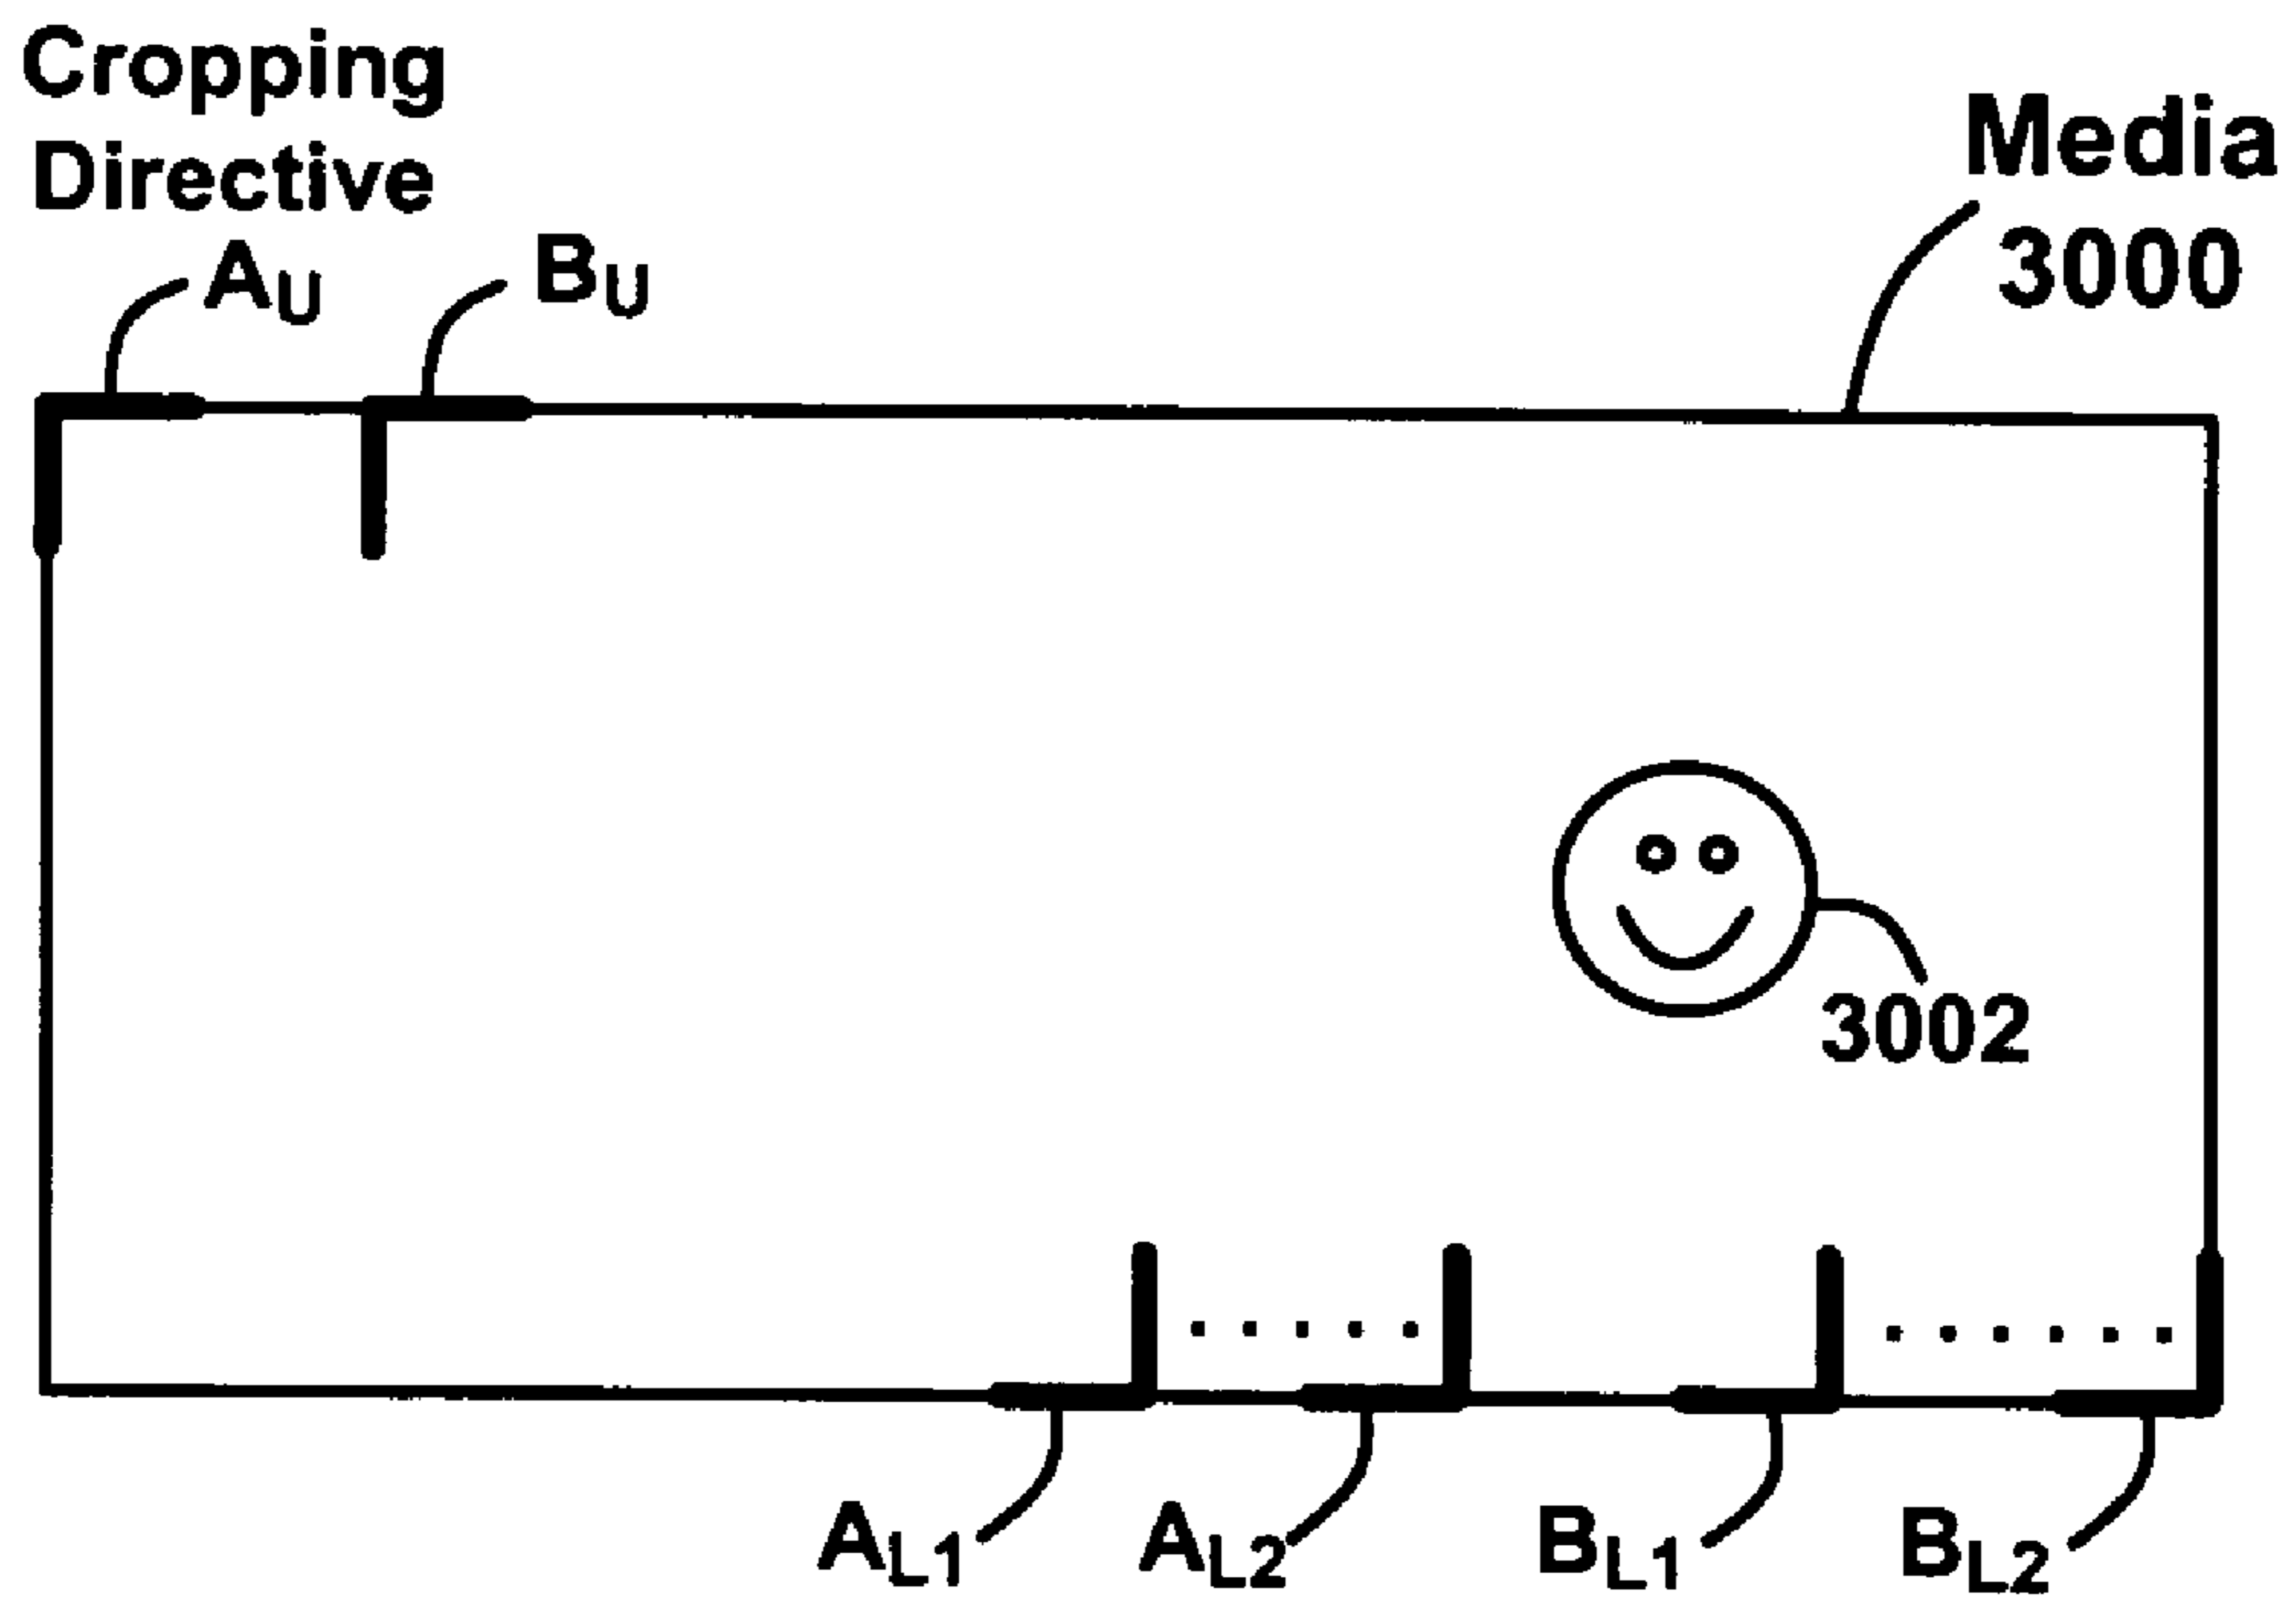 Cropping
Directive
AU
BU
Media
3000
3002
AL1
AL2
BL1
BL2